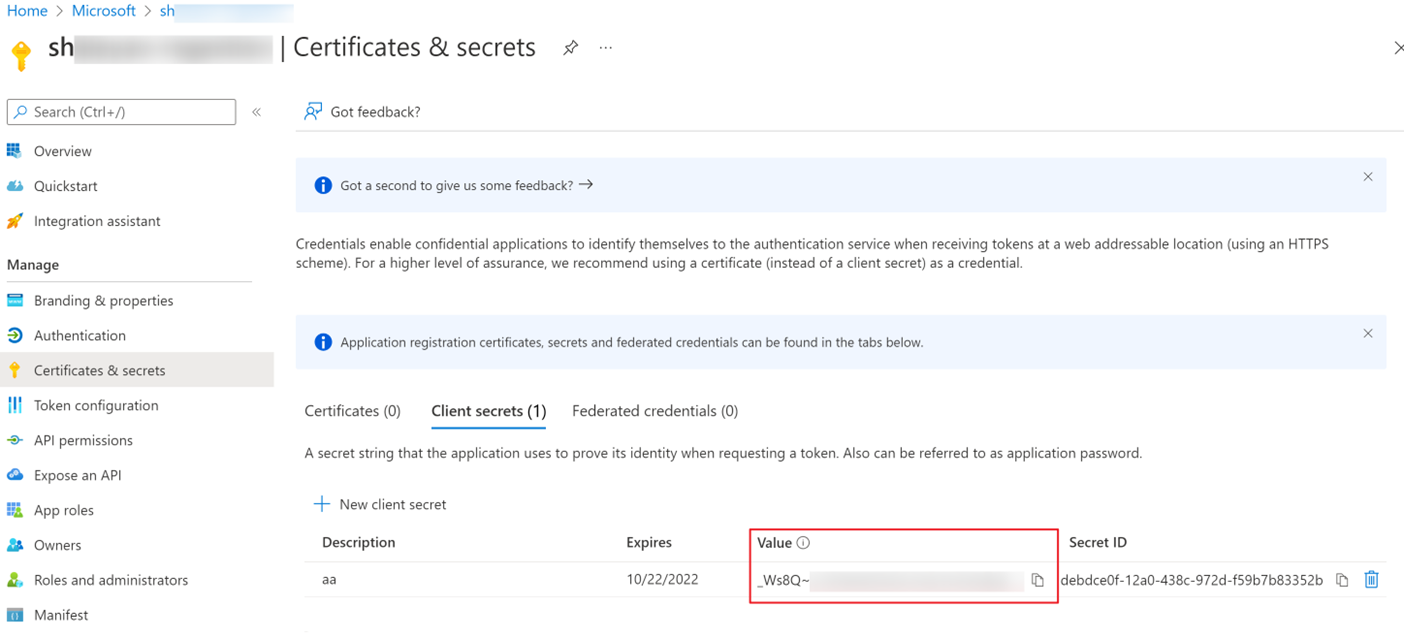 Home > Microsoft > sh
sh | Certificates & secrets ...
Search (Ctrl+/) «
Overview
Quickstart
Integration assistant
Manage
Branding & properties
Authentication
Certificates & secrets
Token configuration
API permissions
Expose an API
App roles
Owners
Roles and administrators
Manifest
Got feedback?
Got a second to give us some feedback? →
Credentials enable confidential applications to identify themselves to the authentication service when receiving tokens at a web addressable location (using an HTTPS
scheme). For a higher level of assurance, we recommend using a certificate (instead of a client secret) as a credential.
Application registration certificates, secrets and federated credentials can be found in the tabs below.
Certificates (0) Client secrets (1) Federated credentials (0)
A secret string that the application uses to prove its identity when requesting a token. Also can be referred to as application password.
New client secret
Description Expires Value Secret ID
aa 10/22/2022 _Ws8Q~ debdce0f-12a0-438c-972d-f59b7b83352b